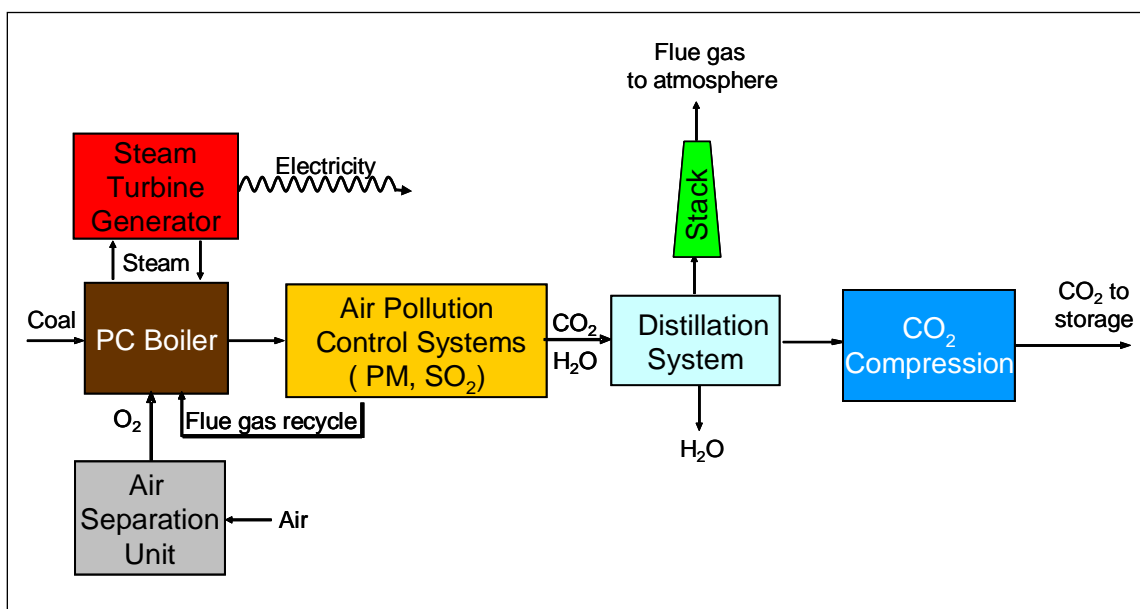 Flue gas
to atmosphere
Steam
Turbine
Generator
Electricity
Stack
Steam
Coal
PC Boiler
Air Pollution
Control Systems
( PM, SO₂)
CO₂
H₂O
Distillation
System
CO₂
Compression
CO₂ to
storage
O₂
Flue gas recycle
H₂O
Air
Separation
Unit
Air